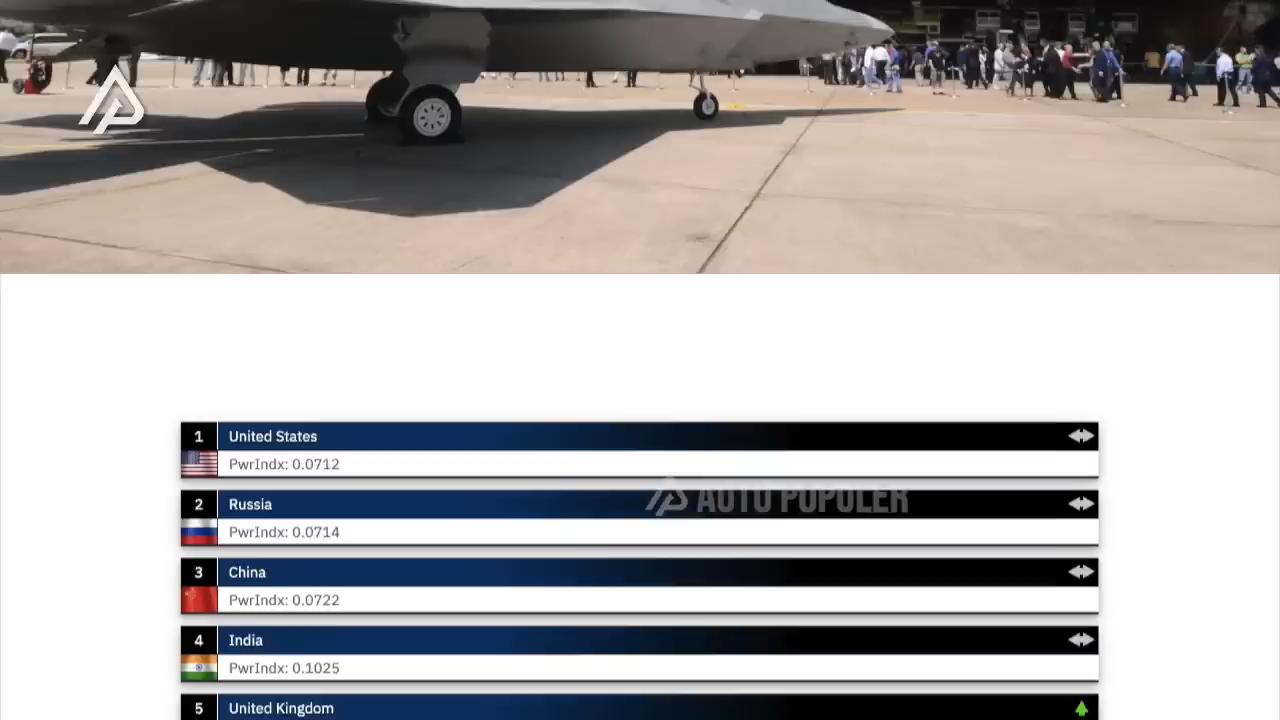 1 United States
PwrIndx: 0.0712
AUTO POPULER
2 Russia
PwrIndx: 0.0714
3 China
PwrIndx: 0.0722
4 India
PwrIndx: 0.1025
5 United Kingdom